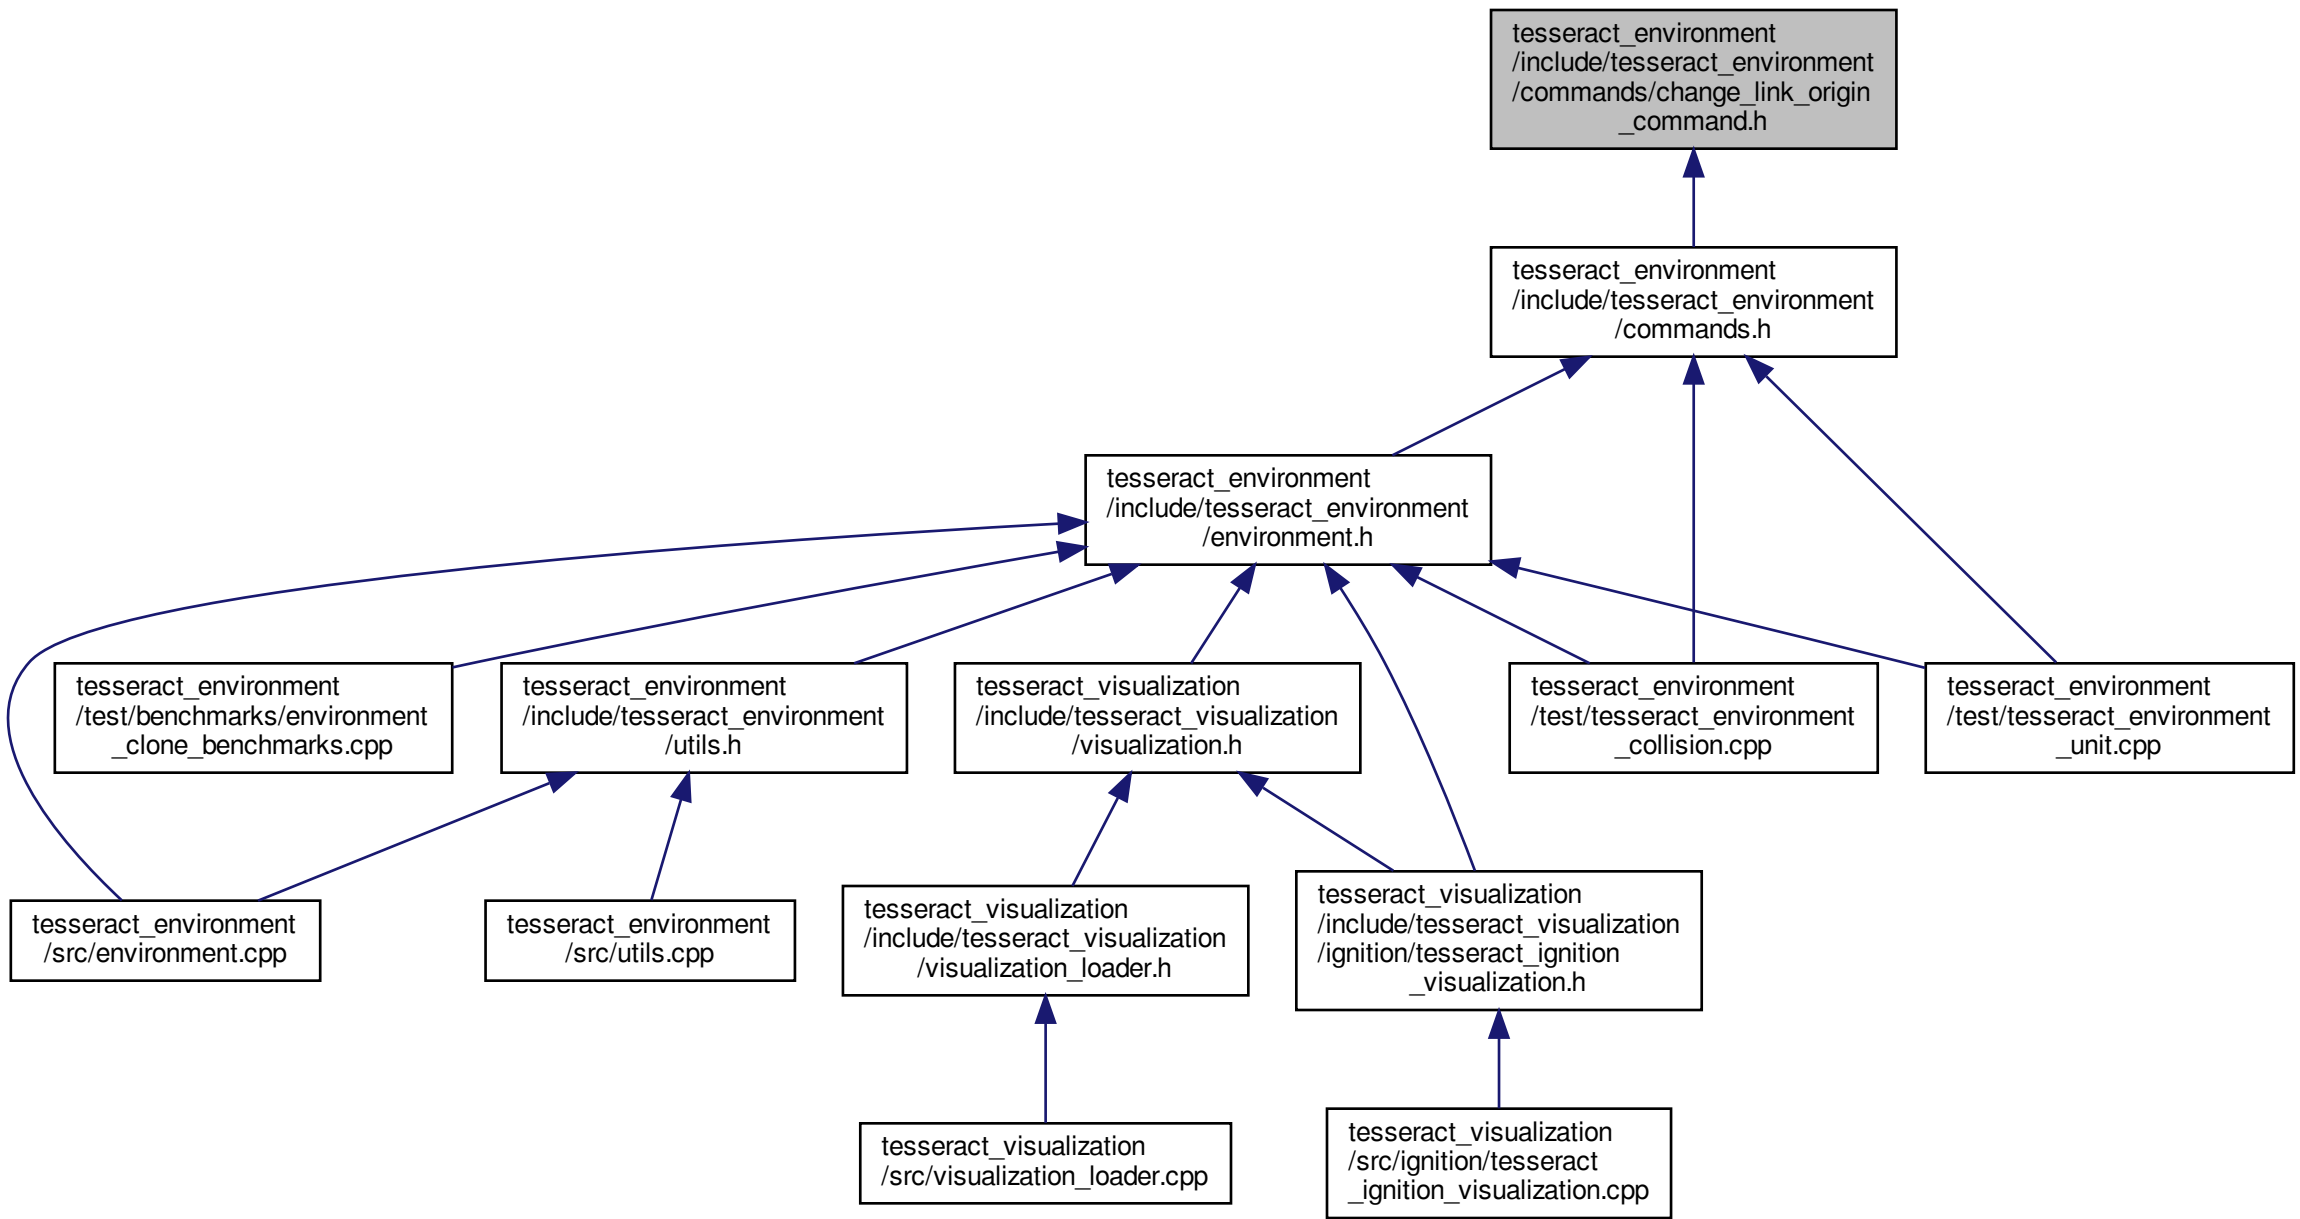 tesseract_environment
/include/tesseract_environment
/commands/change_link_origin
_command.h
tesseract_environment
/include/tesseract_environment
/commands.h
tesseract_environment
/include/tesseract_environment
/environment.h
tesseract_environment
/test/benchmarks/environment
_clone_benchmarks.cpp
tesseract_environment
/include/tesseract_environment
/utils.h
tesseract_visualization
/include/tesseract_visualization
/visualization.h
tesseract_environment
/test/tesseract_environment
_collision.cpp
tesseract_environment
/test/tesseract_environment
_unit.cpp
tesseract_environment
/src/environment.cpp
tesseract_environment
/src/utils.cpp
tesseract_visualization
/include/tesseract_visualization
/visualization_loader.h
tesseract_visualization
/include/tesseract_visualization
/ignition/tesseract_ignition
_visualization.h
tesseract_visualization
/src/visualization_loader.cpp
tesseract_visualization
/src/ignition/tesseract
_ignition_visualization.cpp